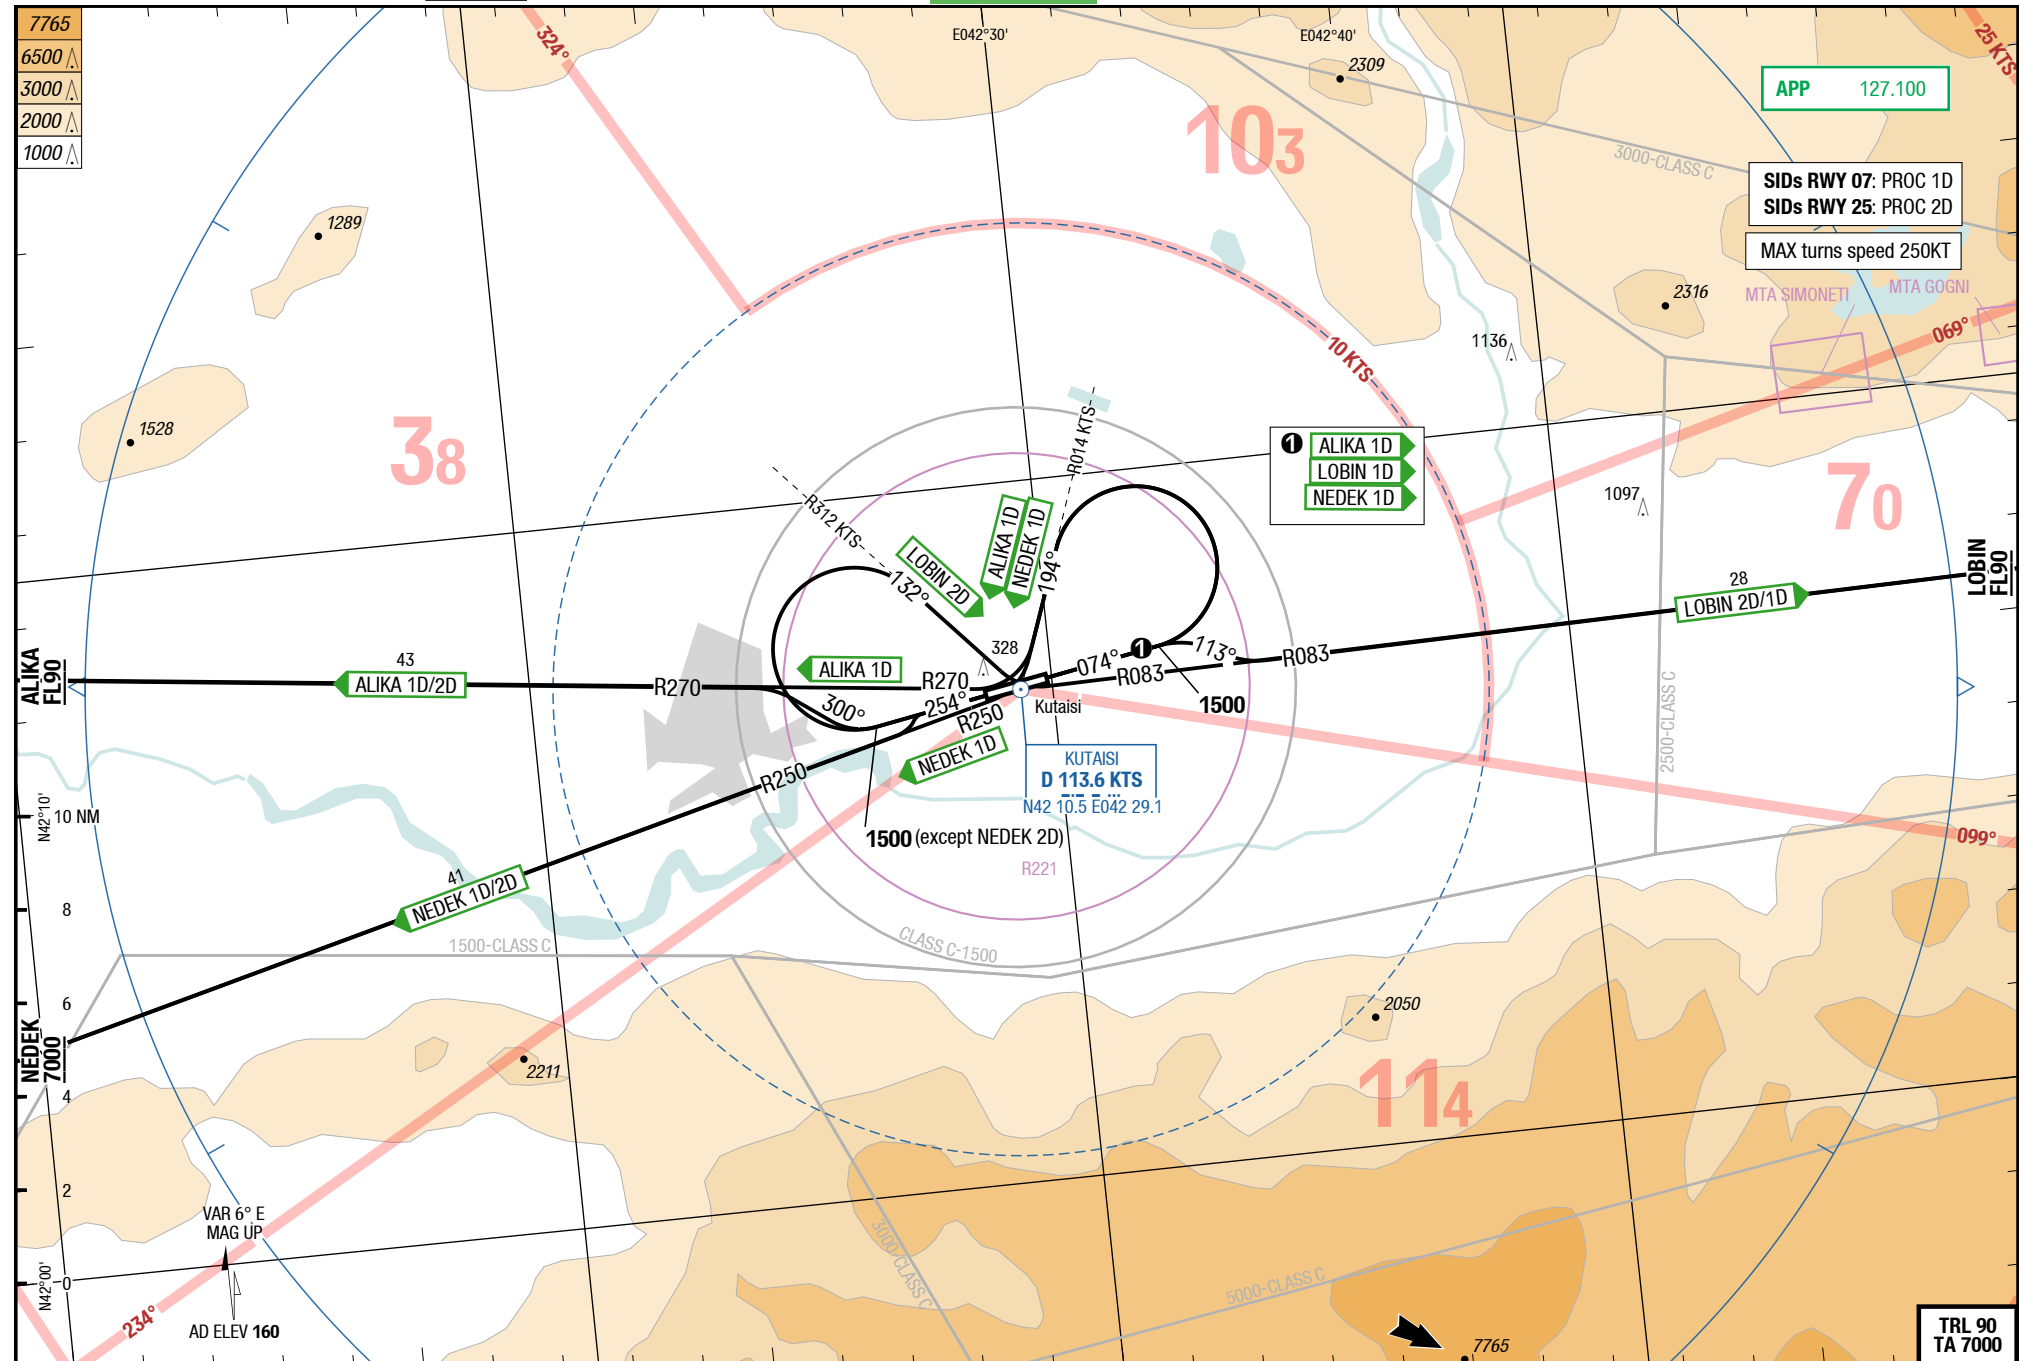 7765
6500
3000
2000
1000
324°
E042°30'
E042°40'
2309
25 KTS
APP 127.100
103
3000-CLASS C
SIDs RWY 07: PROC 1D
SIDs RWY 25: PROC 2D
MAX turns speed 250KT
MTA SIMONETI
MTA GOGNI
1289
2316
069°
1136
10 KTS
1528
38
R014 KTS
1 ALIKA 1D
LOBIN 1D
NEDEK 1D
70
1097
R312 KTS
ALIKA 1D
NEDEK 1D
LOBIN 2D
132°
194°
LOBIN
FL90
28
LOBIN 2D/1D
328
ALIKA
FL90
43
ALIKA 1D/2D
R270
ALIKA 1D
R270
074°
1
113°
R083
R083
300°
254°
R250
Kutaisi
1500
2500-CLASS C
NEDEK 1D
R250
KUTAISI
D 113.6 KTS
N42 10.5 E042 29.1
N42°10'
10 NM
1500 (except NEDEK 2D)
099°
R221
41
NEDEK 1D/2D
8
1500-CLASS C
CLASS C-1500
6
2050
NEDEK
7000
2211
4
114
2
VAR 6° E
MAG UP
3000-CLASS C
N42°00'
0
5000-CLASS C
234°
AD ELEV 160
7765
TRL 90
TA 7000